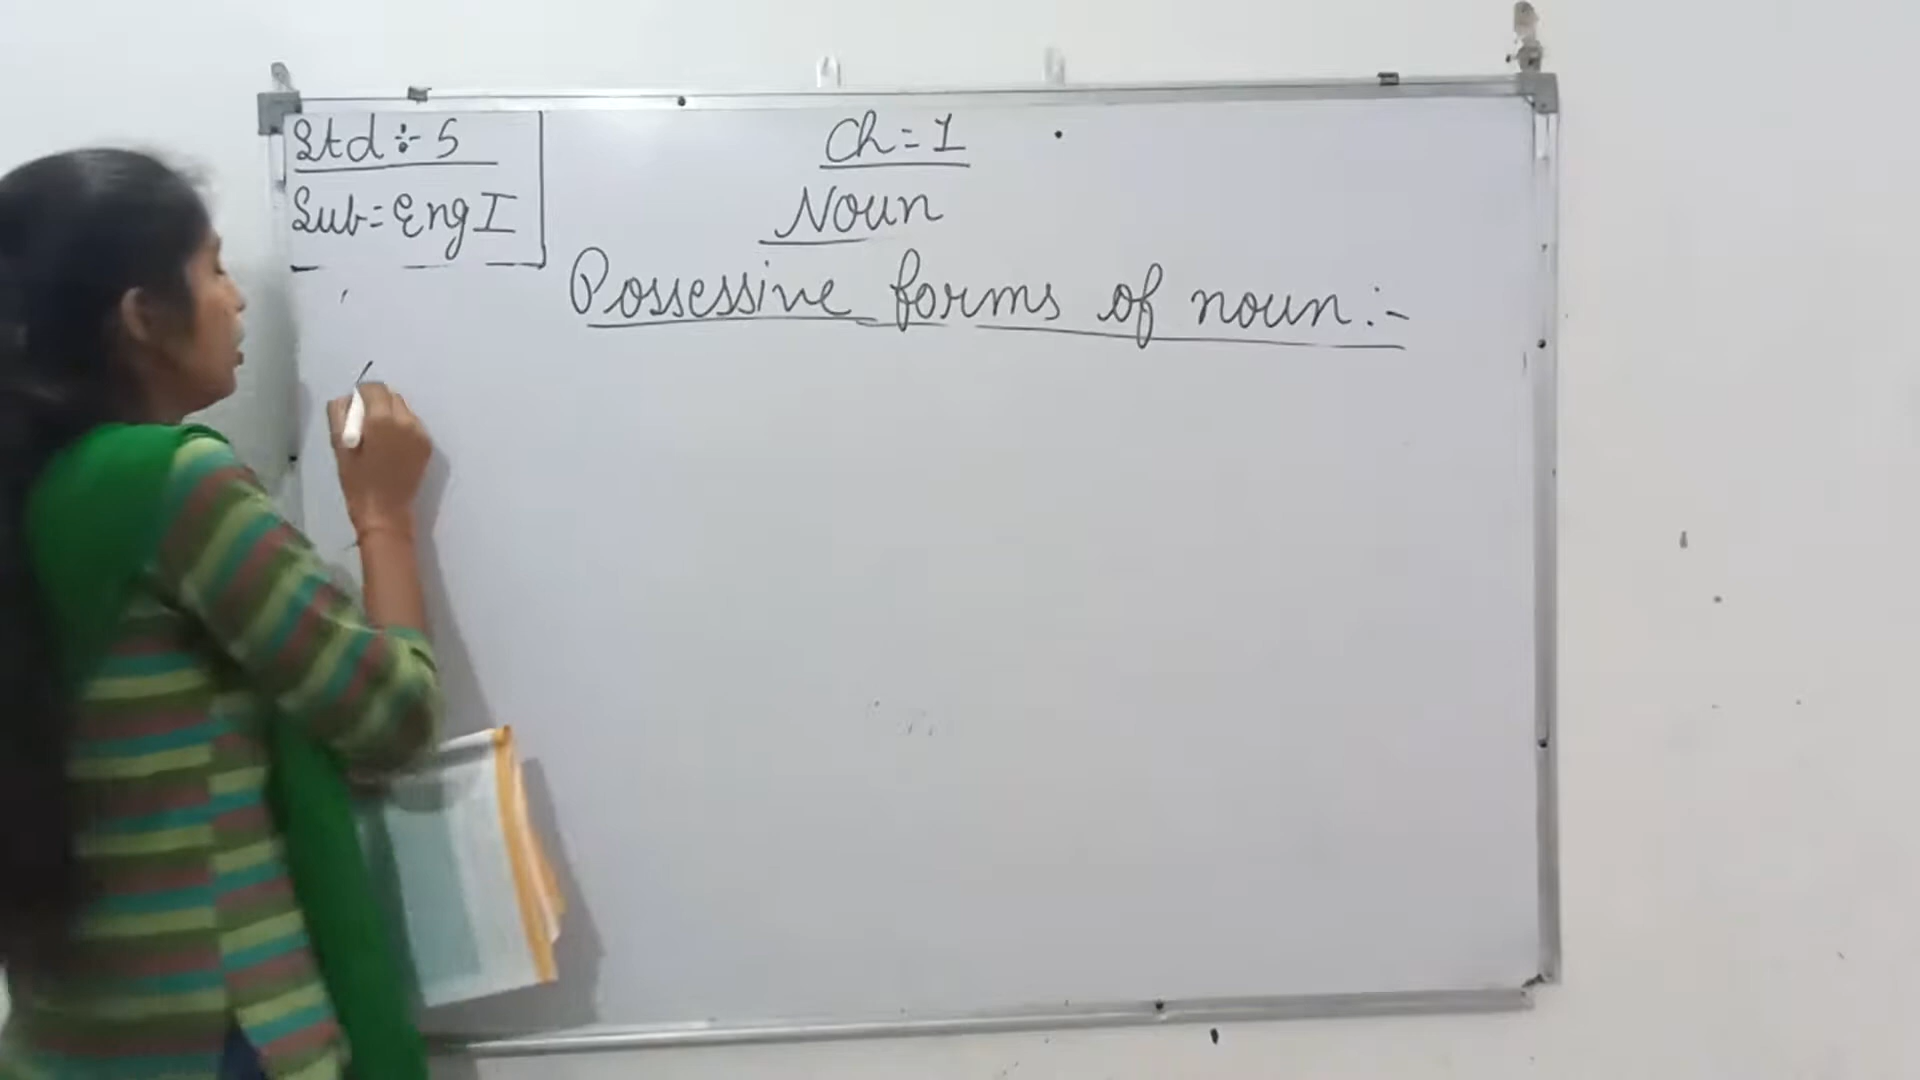 Std :- 5
Sub = Eng I
Ch = 1
Noun
Possessive forms of noun :-